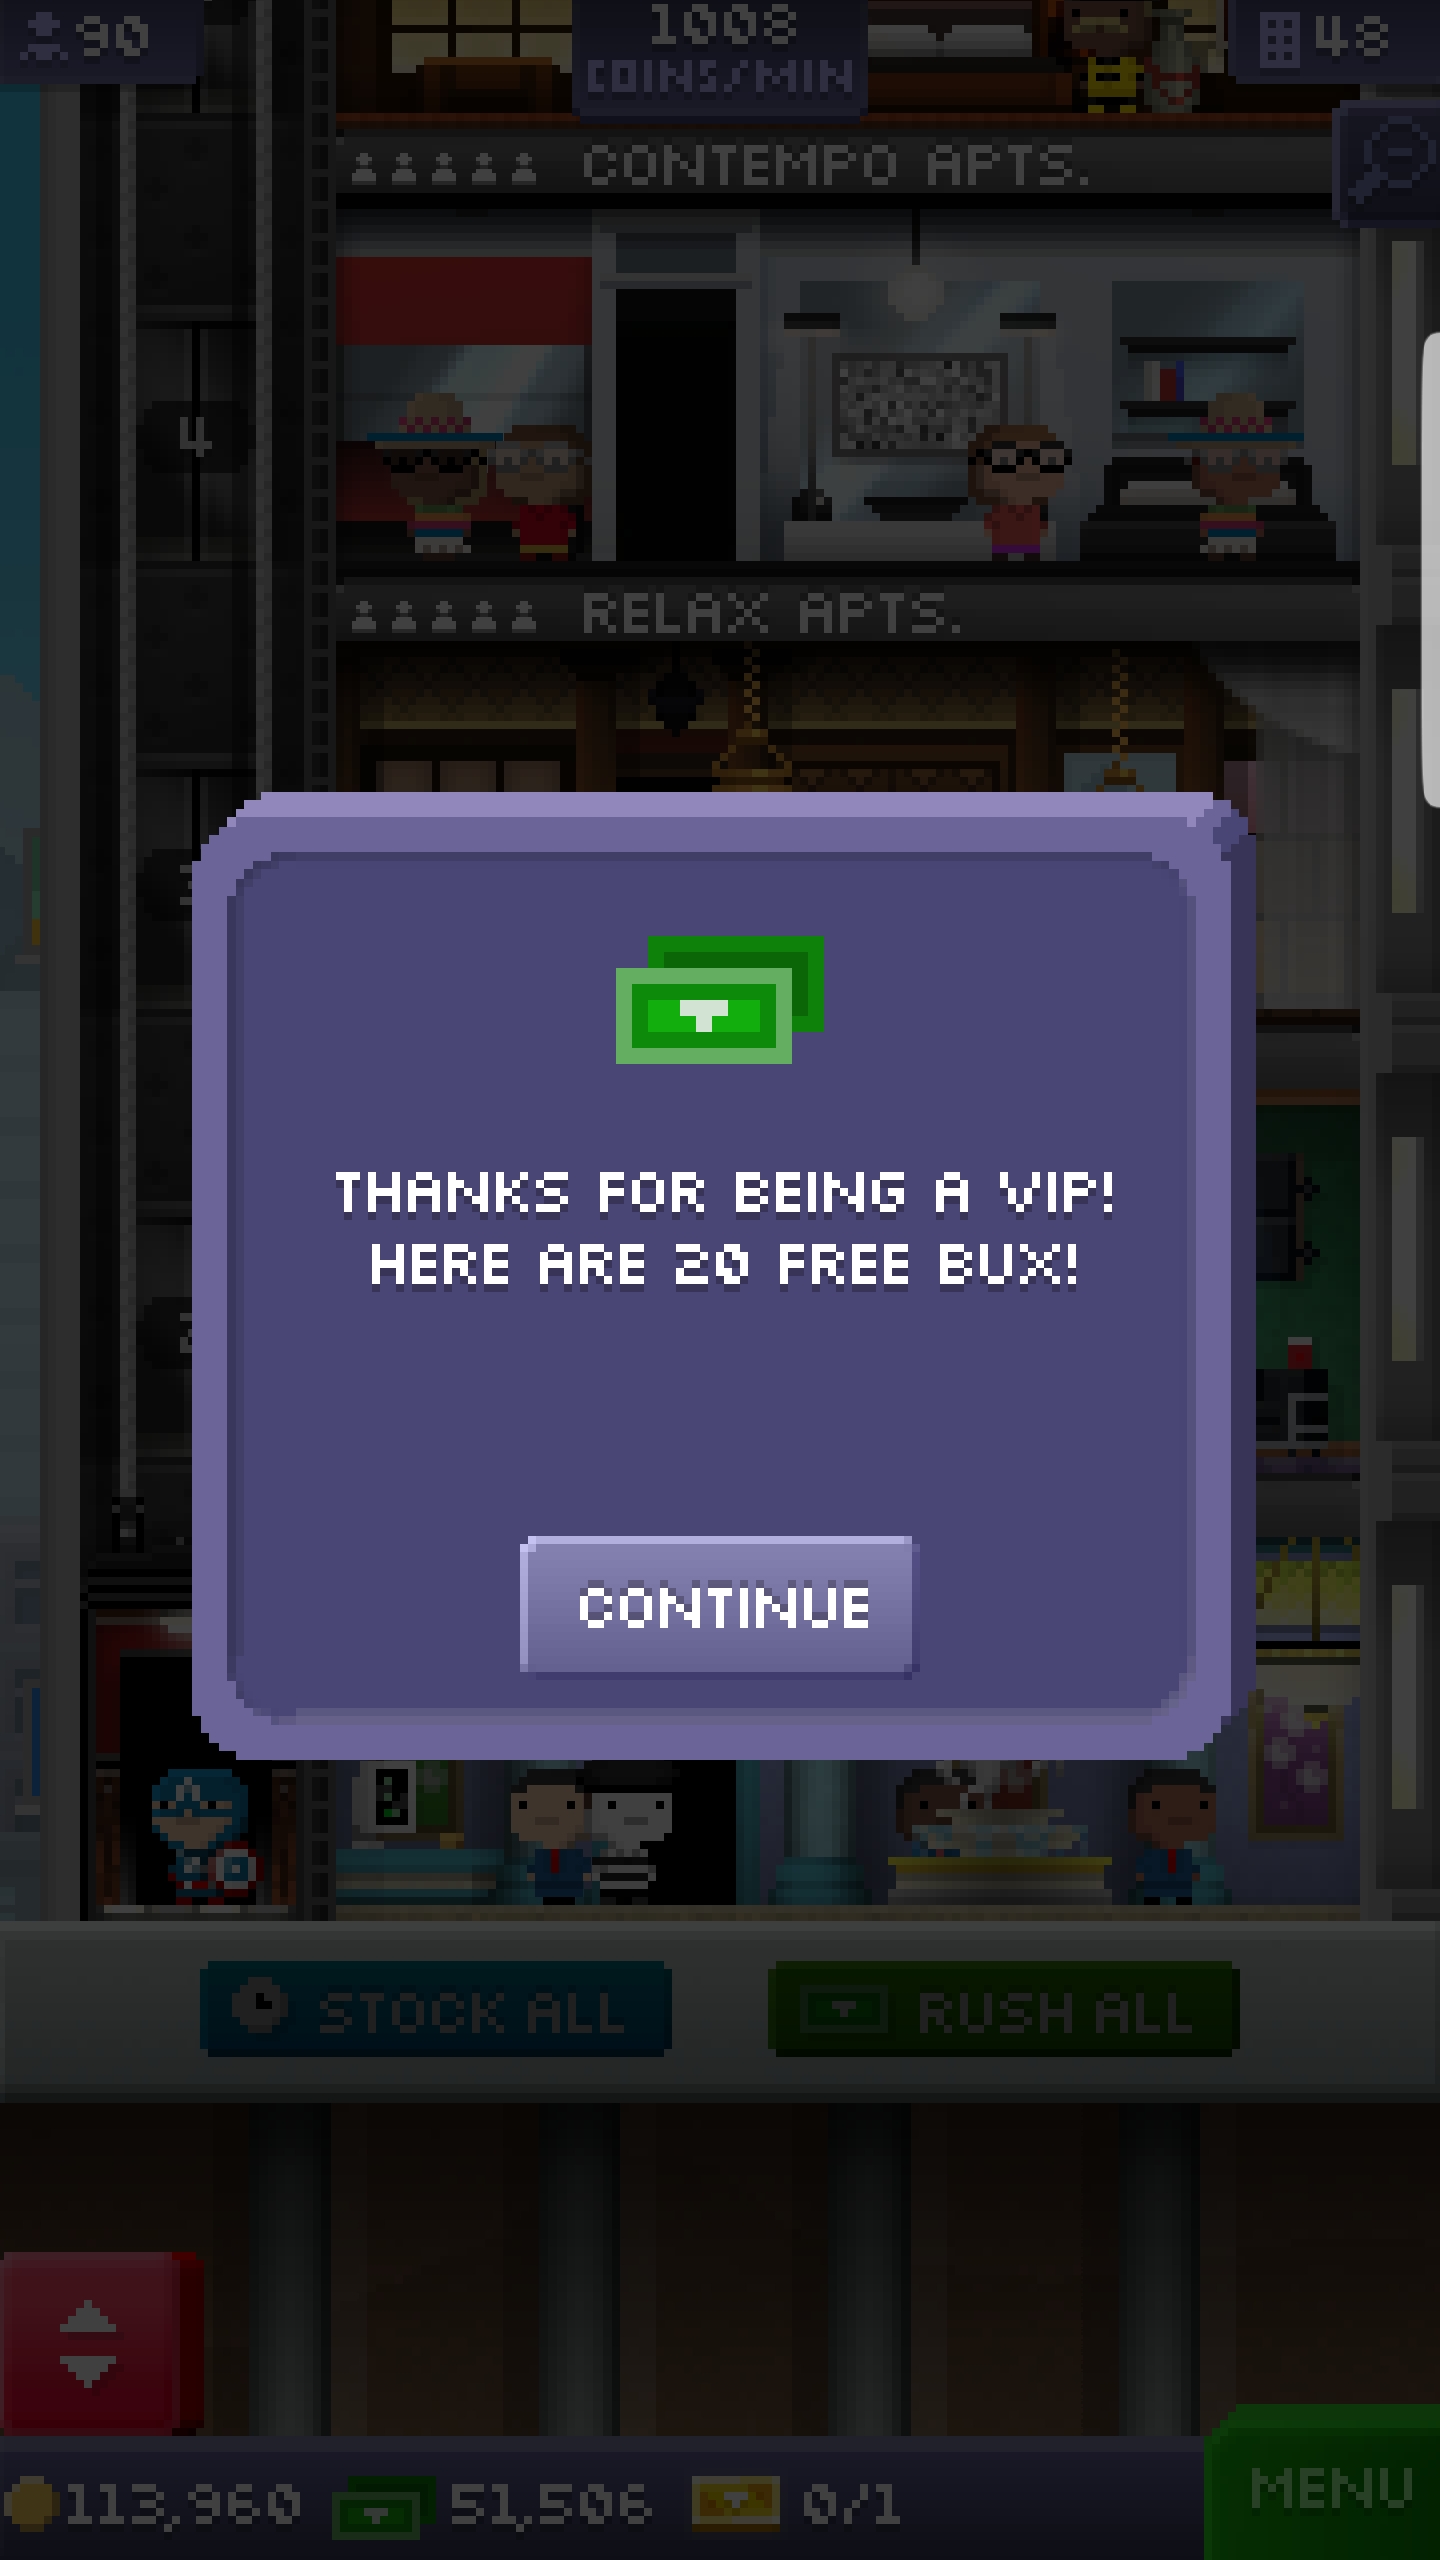 90
1008
COINS/MIN
48
CONTEMPO APTS.
4
RELAX APTS.
THANKS FOR BEING A VIP!
HERE ARE 20 FREE BUX!
CONTINUE
STOCK ALL
RUSH ALL
113,960
51,506
0/1
MENU